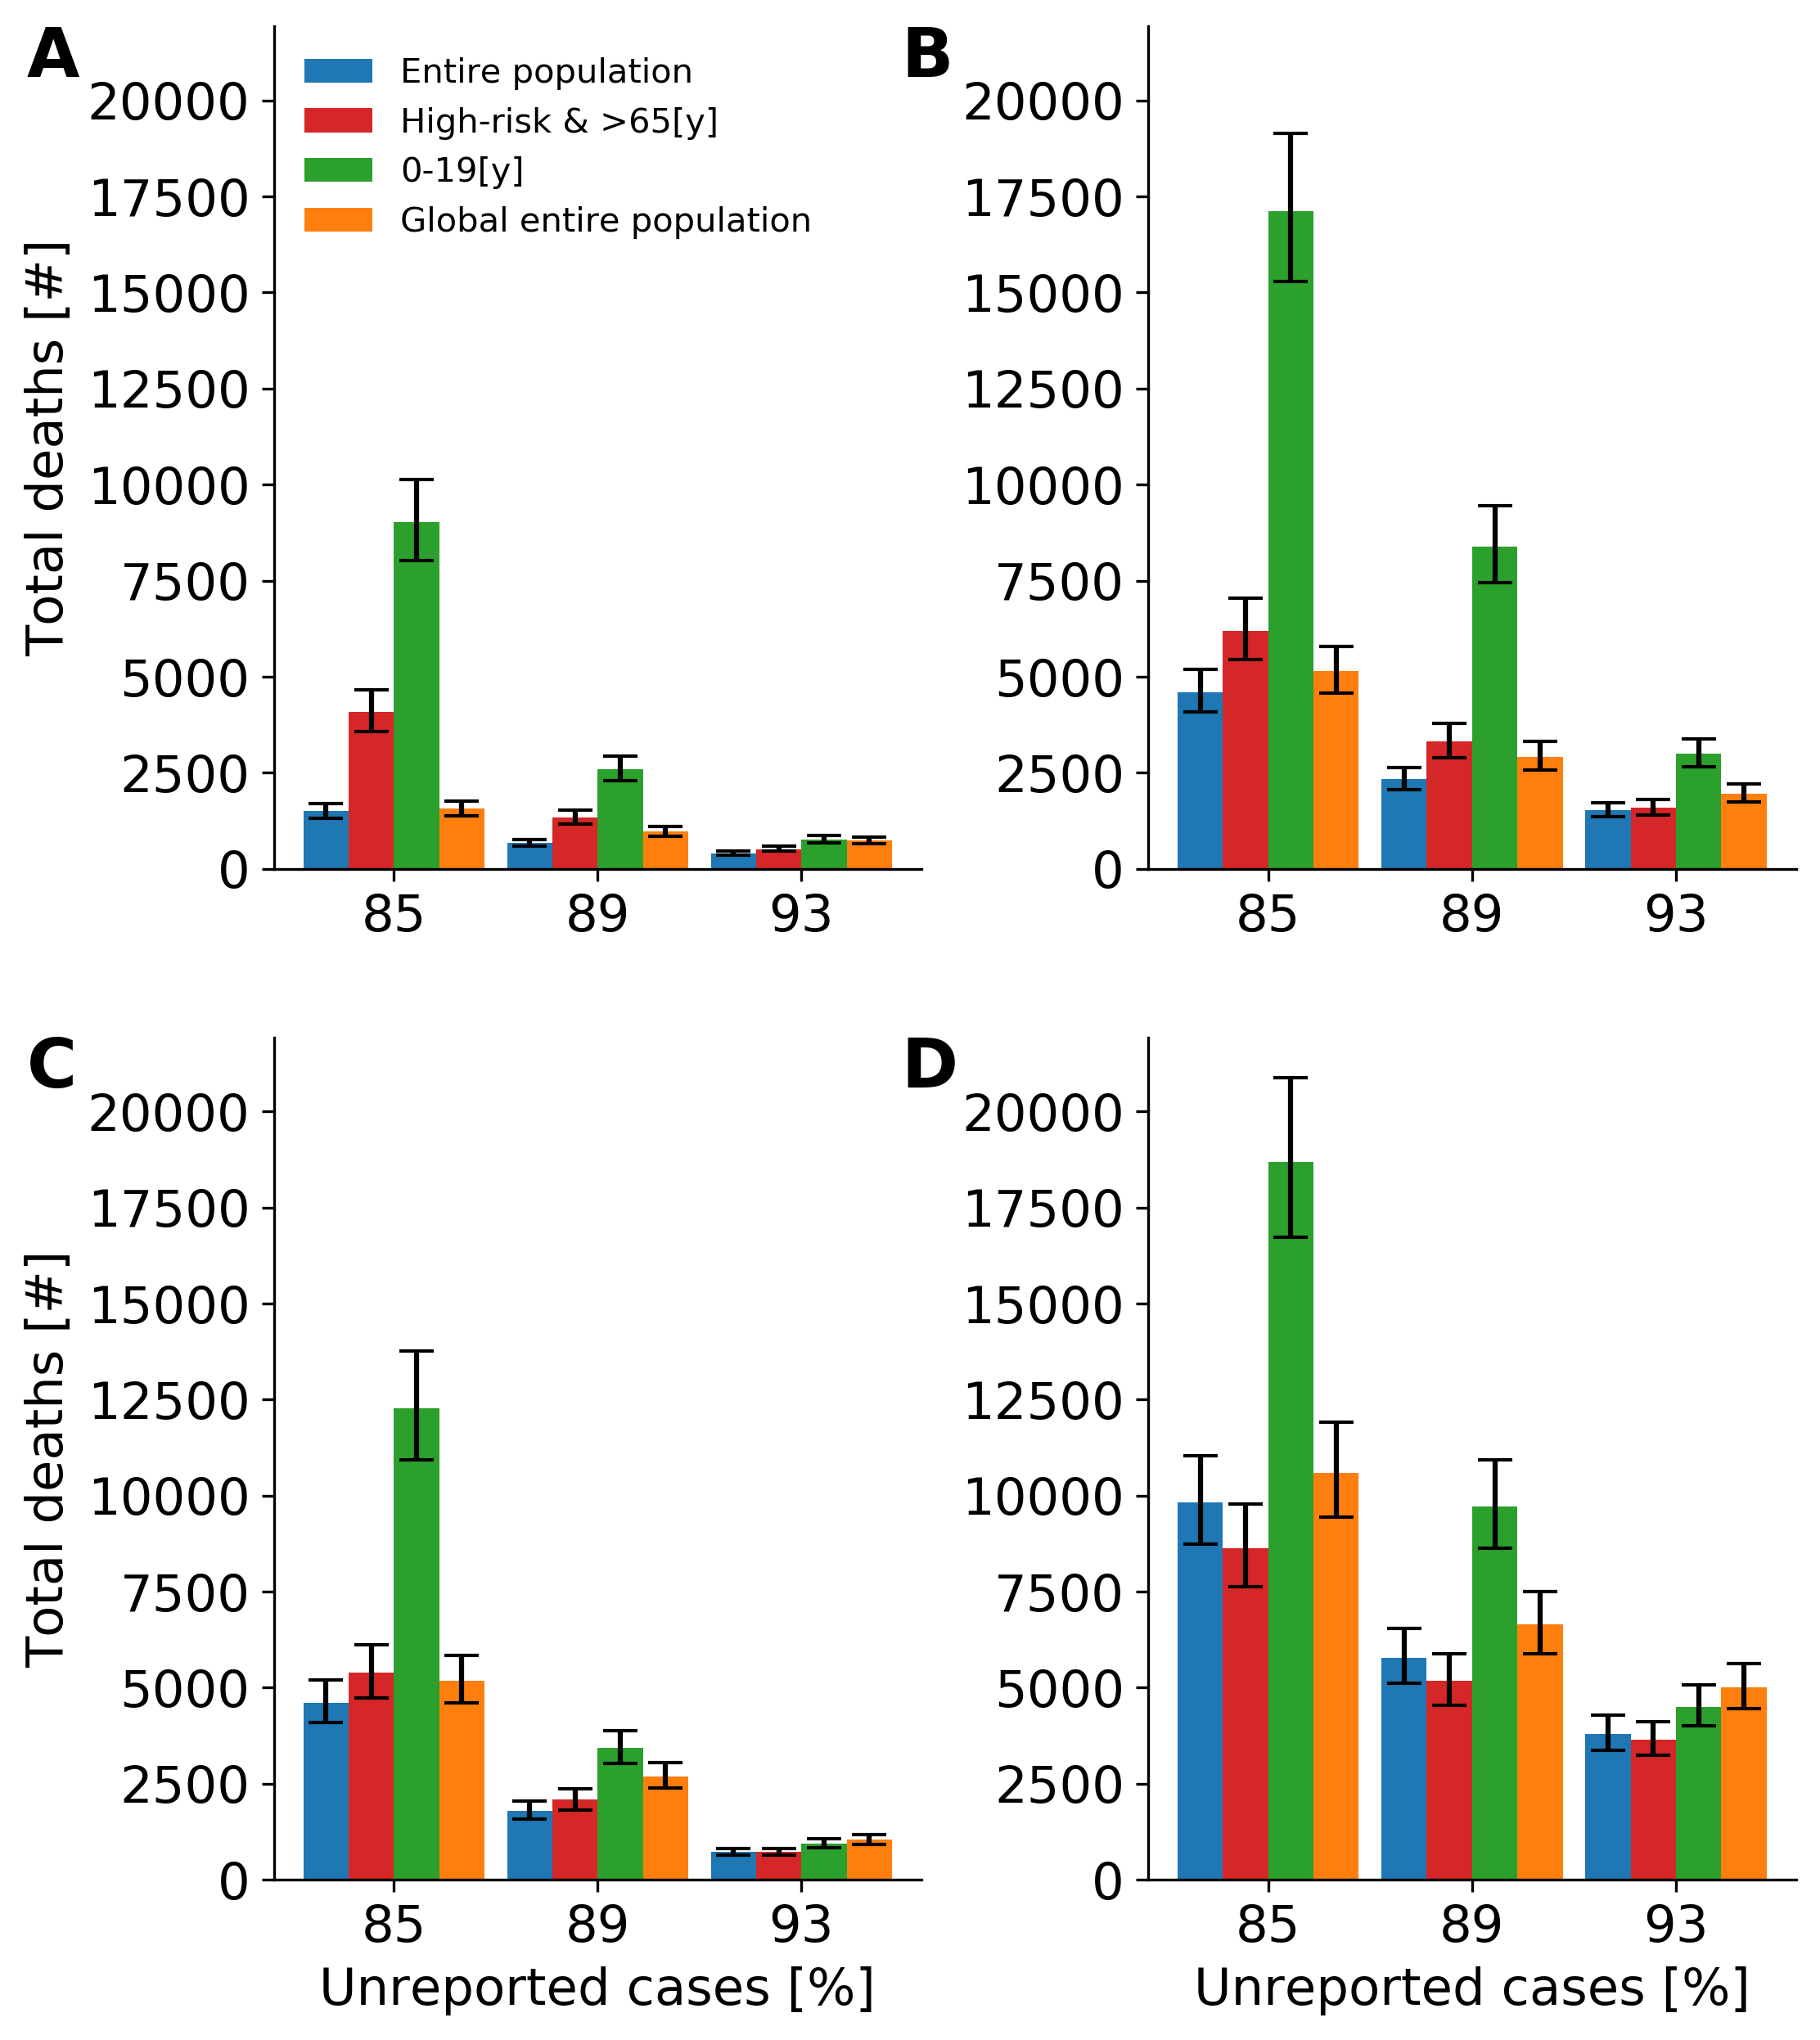 A
B
Entire population
High-risk & >65[y]
0-19[y]
Global entire population
Total deaths [#]
20000
17500
15000
12500
10000
7500
5000
2500
0
85 89 93
20000
17500
15000
12500
10000
7500
5000
2500
0
85 89 93
C
D
Total deaths [#]
20000
17500
15000
12500
10000
7500
5000
2500
0
85 89 93
Unreported cases [%]
20000
17500
15000
12500
10000
7500
5000
2500
0
85 89 93
Unreported cases [%]